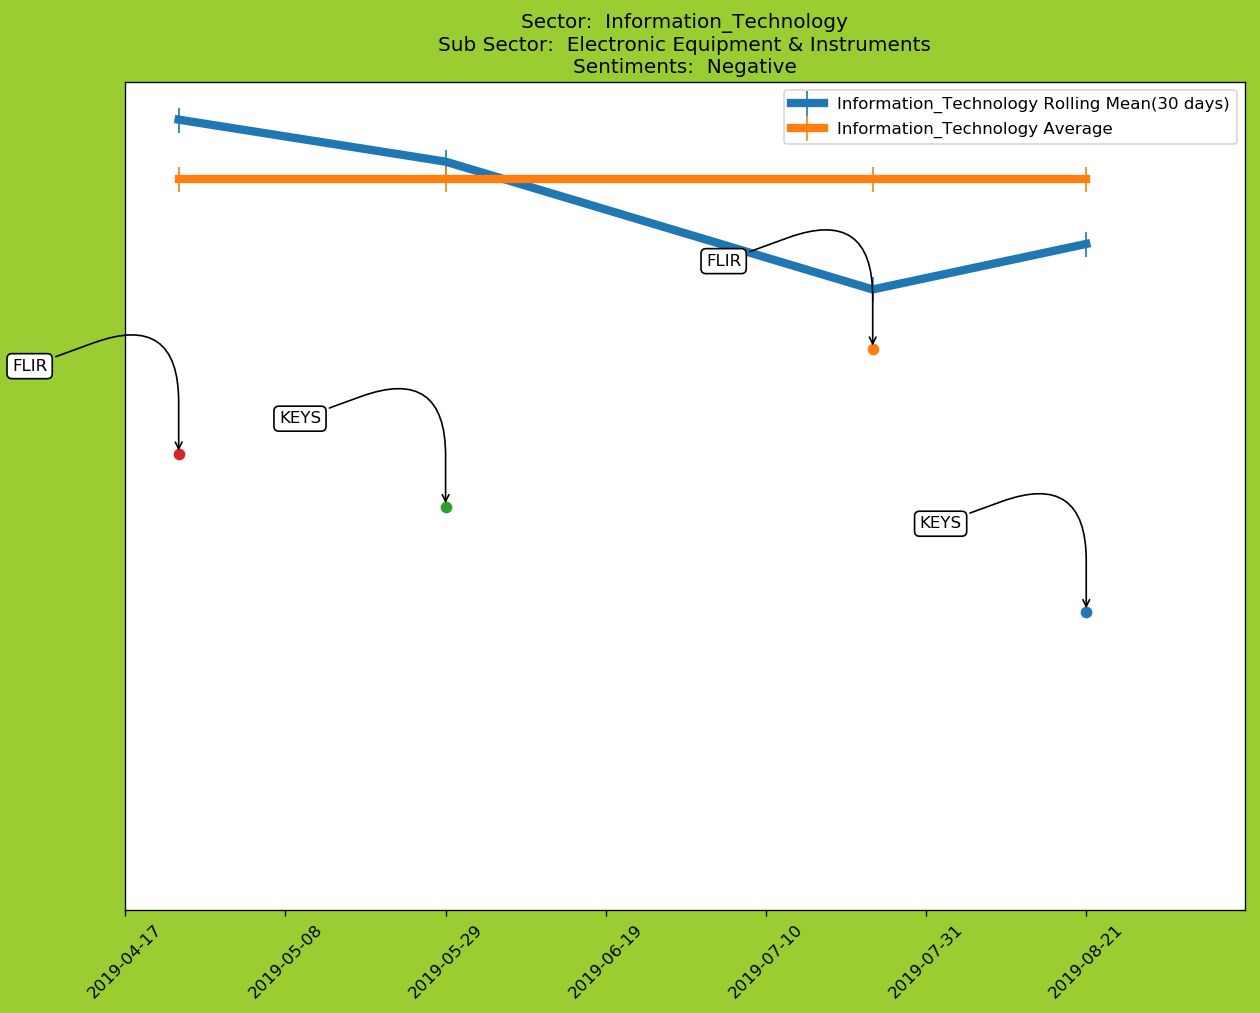 Sector:  Information_Technology
Sub Sector:  Electronic Equipment & Instruments
Sentiments:  Negative
Information_Technology Rolling Mean(30 days)
Information_Technology Average
FLIR
FLIR
KEYS
KEYS
2019-04-17
2019-05-08
2019-05-29
2019-06-19
2019-07-10
2019-07-31
2019-08-21